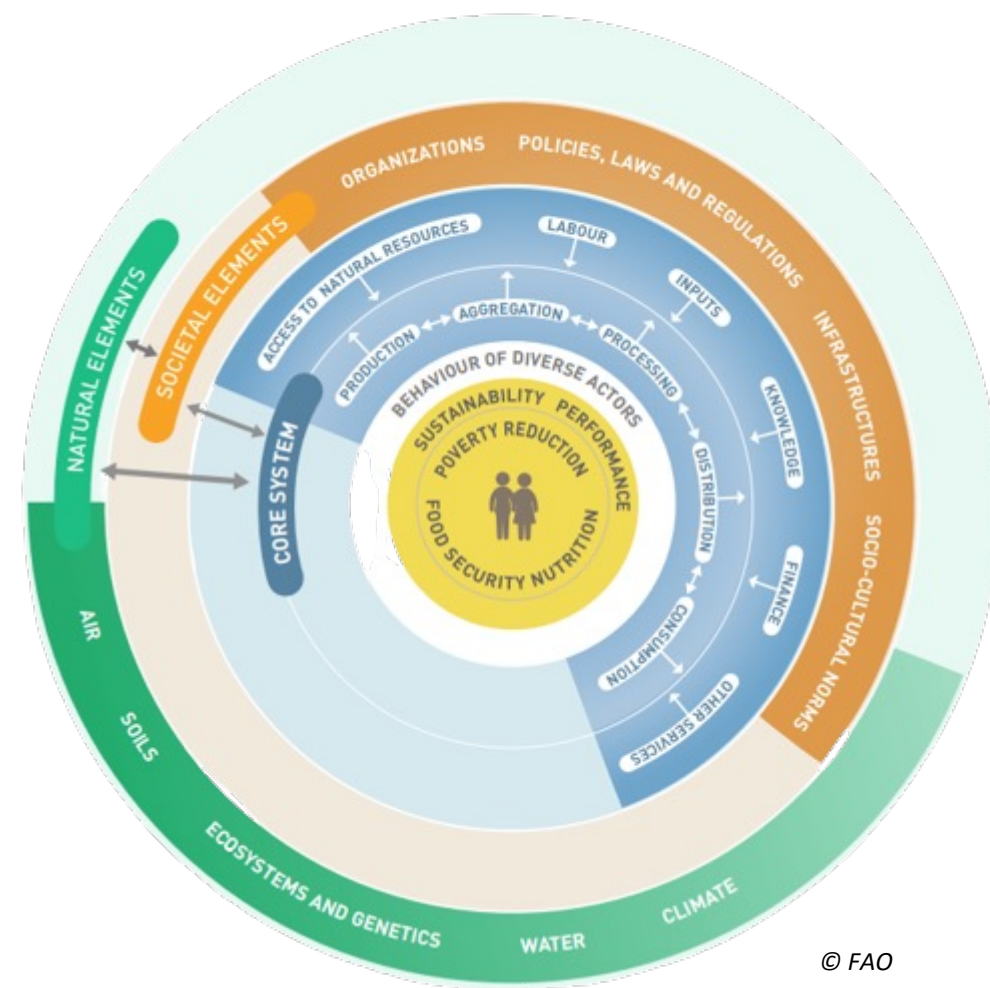 ORGANIZATIONS
POLICIES, LAWS AND REGULATIONS
INFRASTRUCTURES
SOCIO-CULTURAL NORMS
NATURAL ELEMENTS
SOCIETAL ELEMENTS
CORE SYSTEM
ACCESS TO NATURAL RESOURCES
LABOUR
INPUTS
KNOWLEDGE
FINANCE
OTHER SERVICES
PRODUCTION
AGGREGATION
PROCESSING
DISTRIBUTION
CONSUMPTION
BEHAVIOUR OF DIVERSE ACTORS
SUSTAINABILITY PERFORMANCE
POVERTY REDUCTION
FOOD SECURITY NUTRITION
AIR
SOILS
ECOSYSTEMS AND GENETICS
WATER
CLIMATE
© FAO